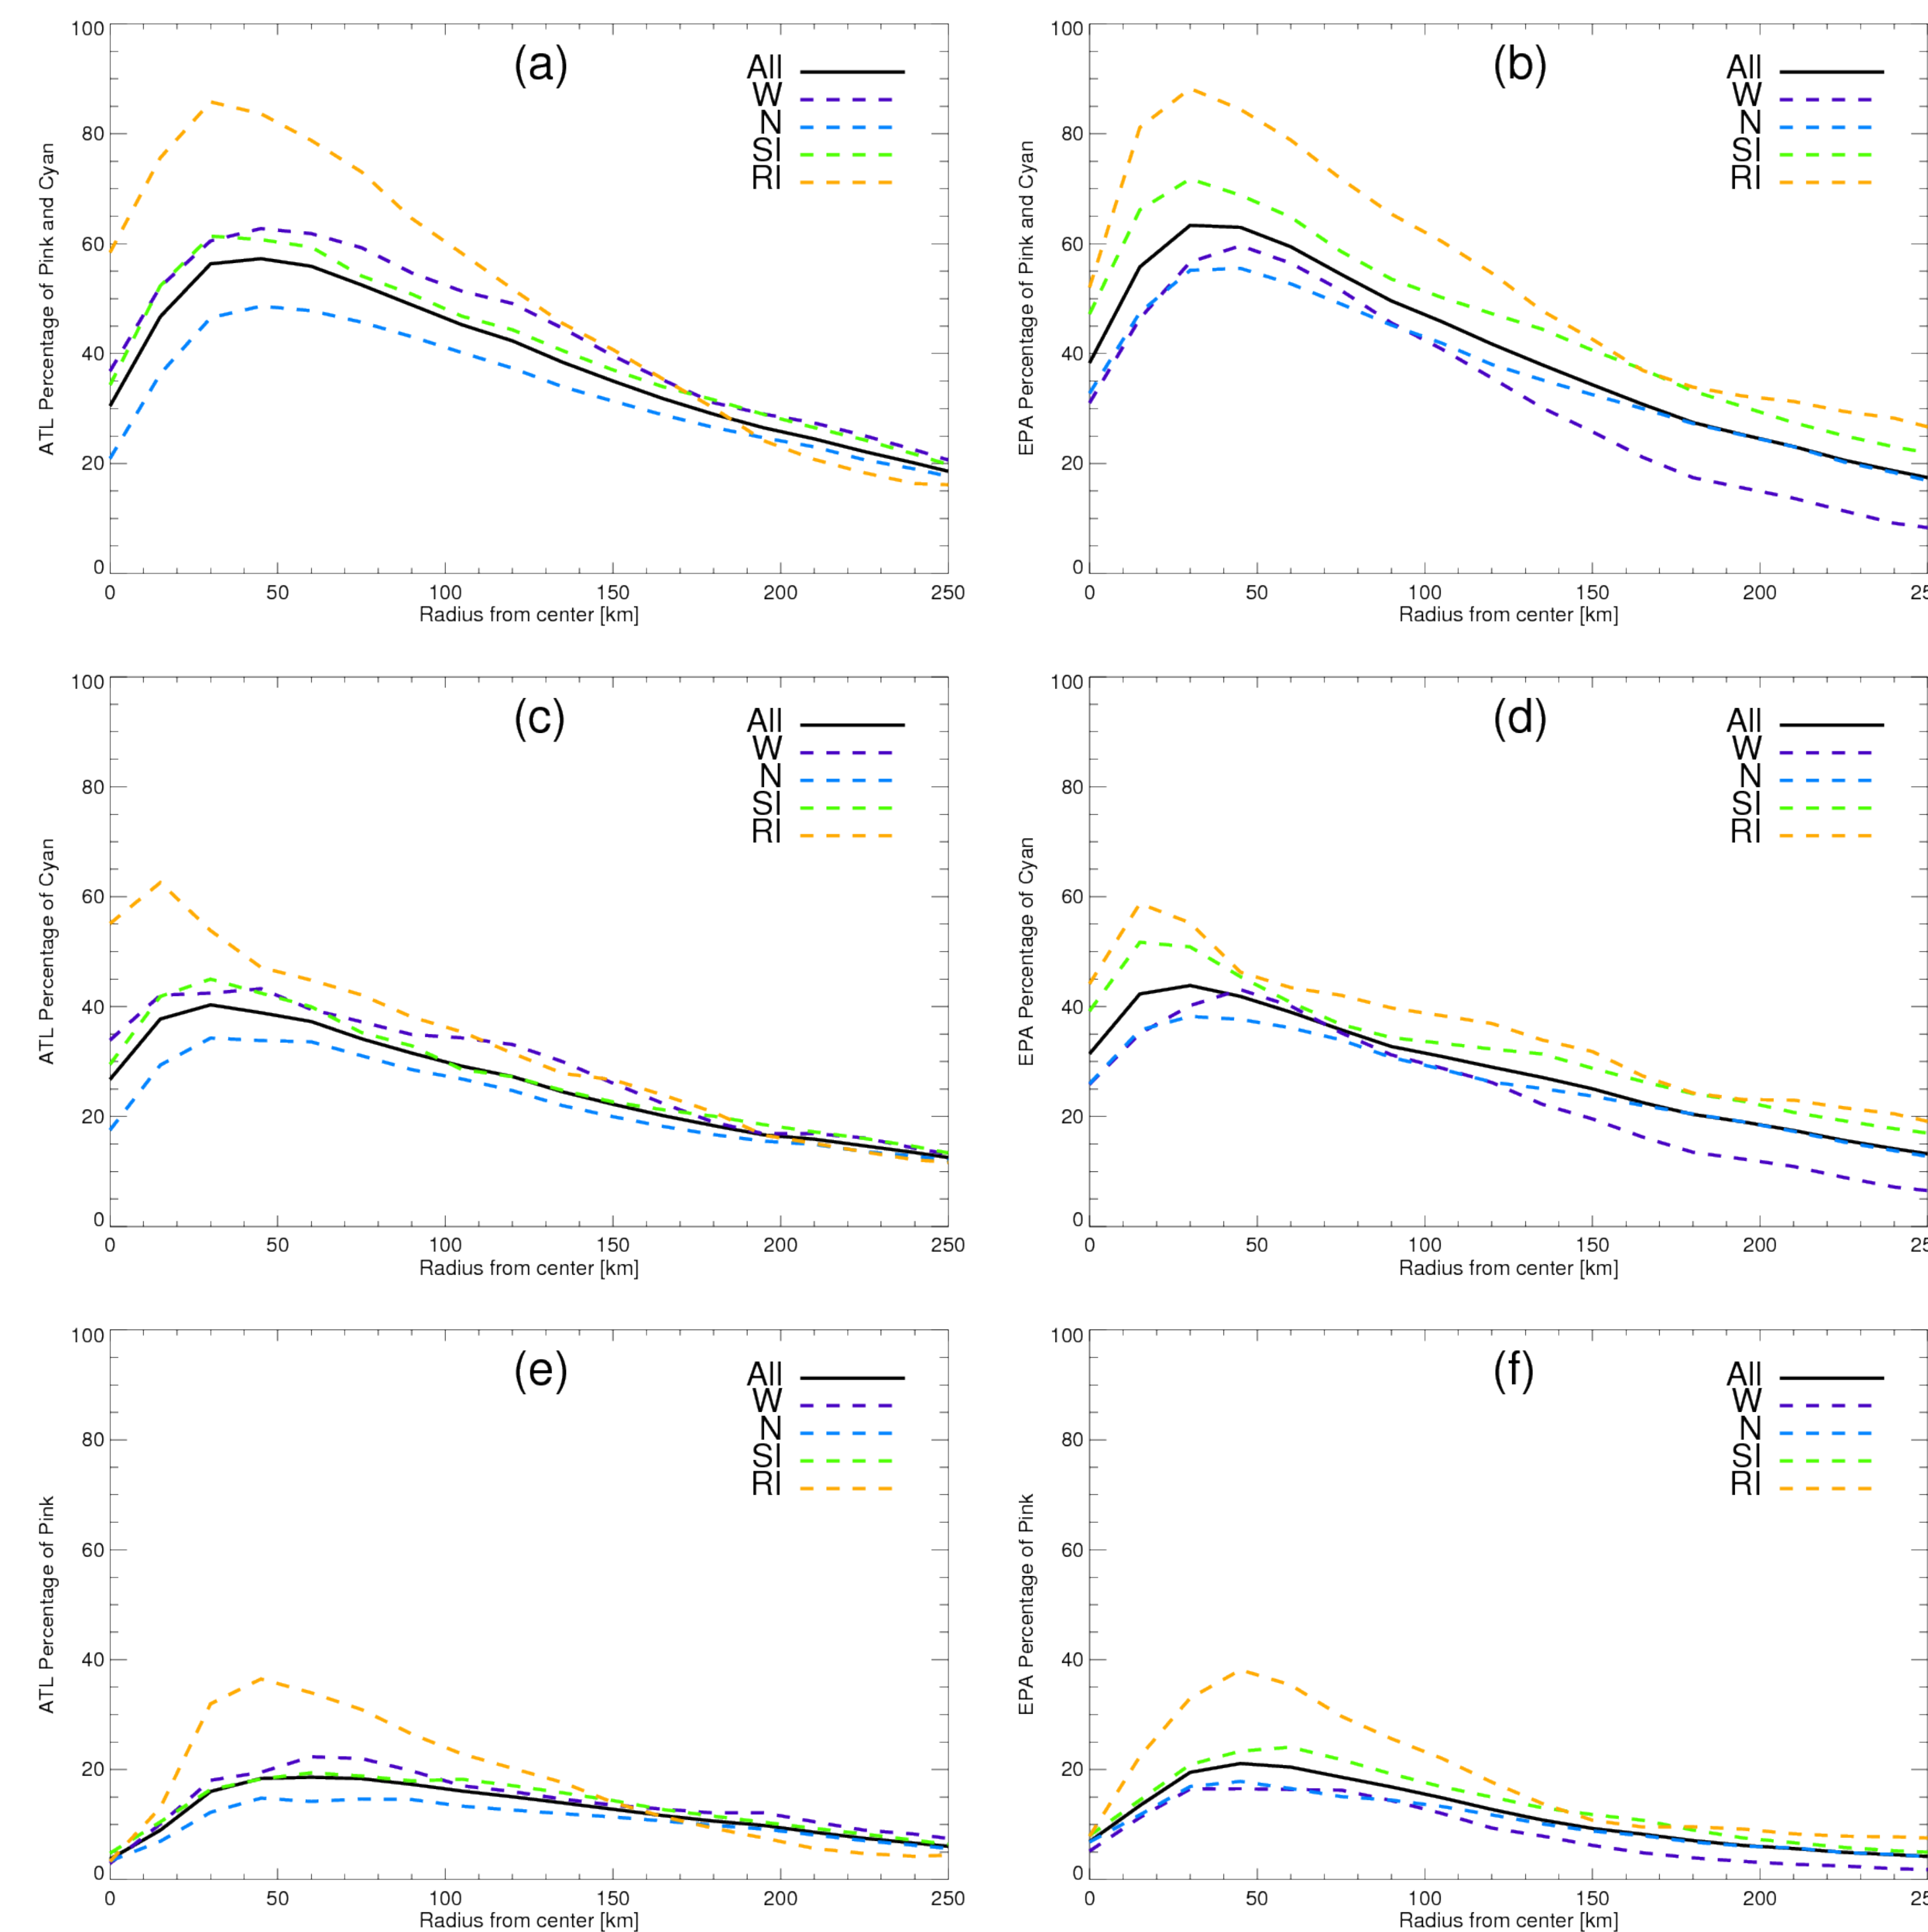 (a)
All
W
N
SI
RI
100
80
60
40
20
0
ATL Percentage of Pink and Cyan
0 50 100 150 200 250
Radius from center [km]
(b)
All
W
N
SI
RI
100
80
60
40
20
0
EPA Percentage of Pink and Cyan
0 50 100 150 200 25
Radius from center [km]
(c)
All
W
N
SI
RI
100
80
60
40
20
0
ATL Percentage of Cyan
0 50 100 150 200 250
Radius from center [km]
(d)
All
W
N
SI
RI
100
80
60
40
20
0
EPA Percentage of Cyan
0 50 100 150 200 25
Radius from center [km]
(e)
All
W
N
SI
RI
100
80
60
40
20
0
ATL Percentage of Pink
0 50 100 150 200 250
Radius from center [km]
(f)
All
W
N
SI
RI
100
80
60
40
20
0
EPA Percentage of Pink
0 50 100 150 200 25
Radius from center [km]